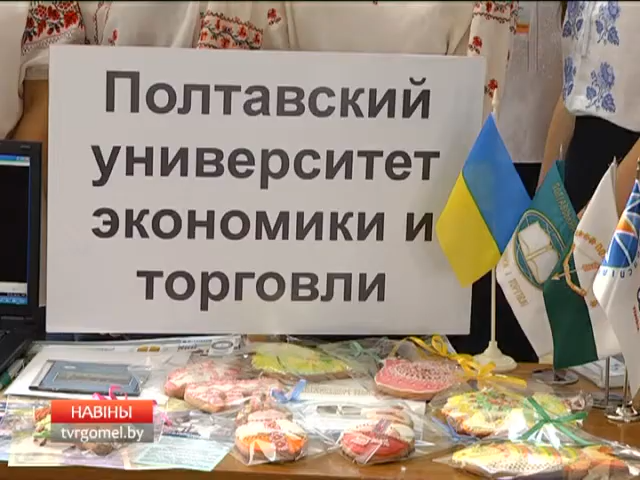 Полтавский
университет
экономики и
торговли
НАВІНЫ
tvrgomel.by